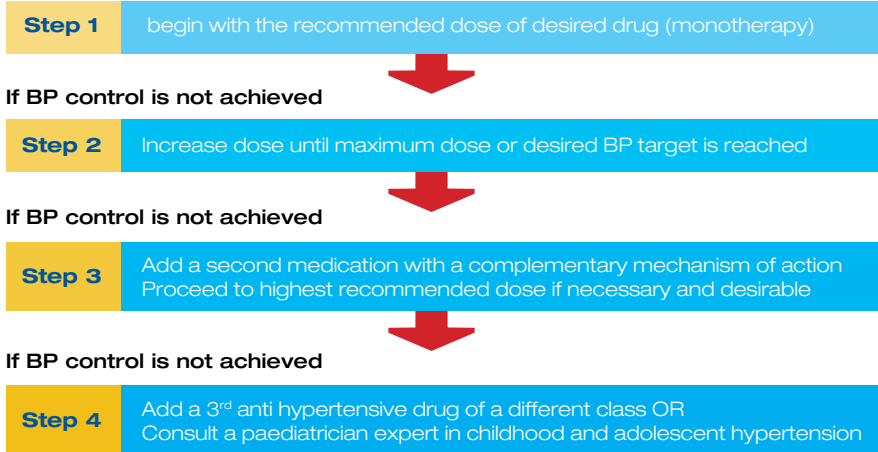 Step 1 begin with the recommended dose of desired drug (monotherapy)
If BP control is not achieved
Step 2 Increase dose until maximum dose or desired BP target is reached
If BP control is not achieved
Step 3 Add a second medication with a complementary mechanism of action
Proceed to highest recommended dose if necessary and desirable
If BP control is not achieved
Step 4 Add a 3rd anti hypertensive drug of a different class OR
Consult a paediatrician expert in childhood and adolescent hypertension